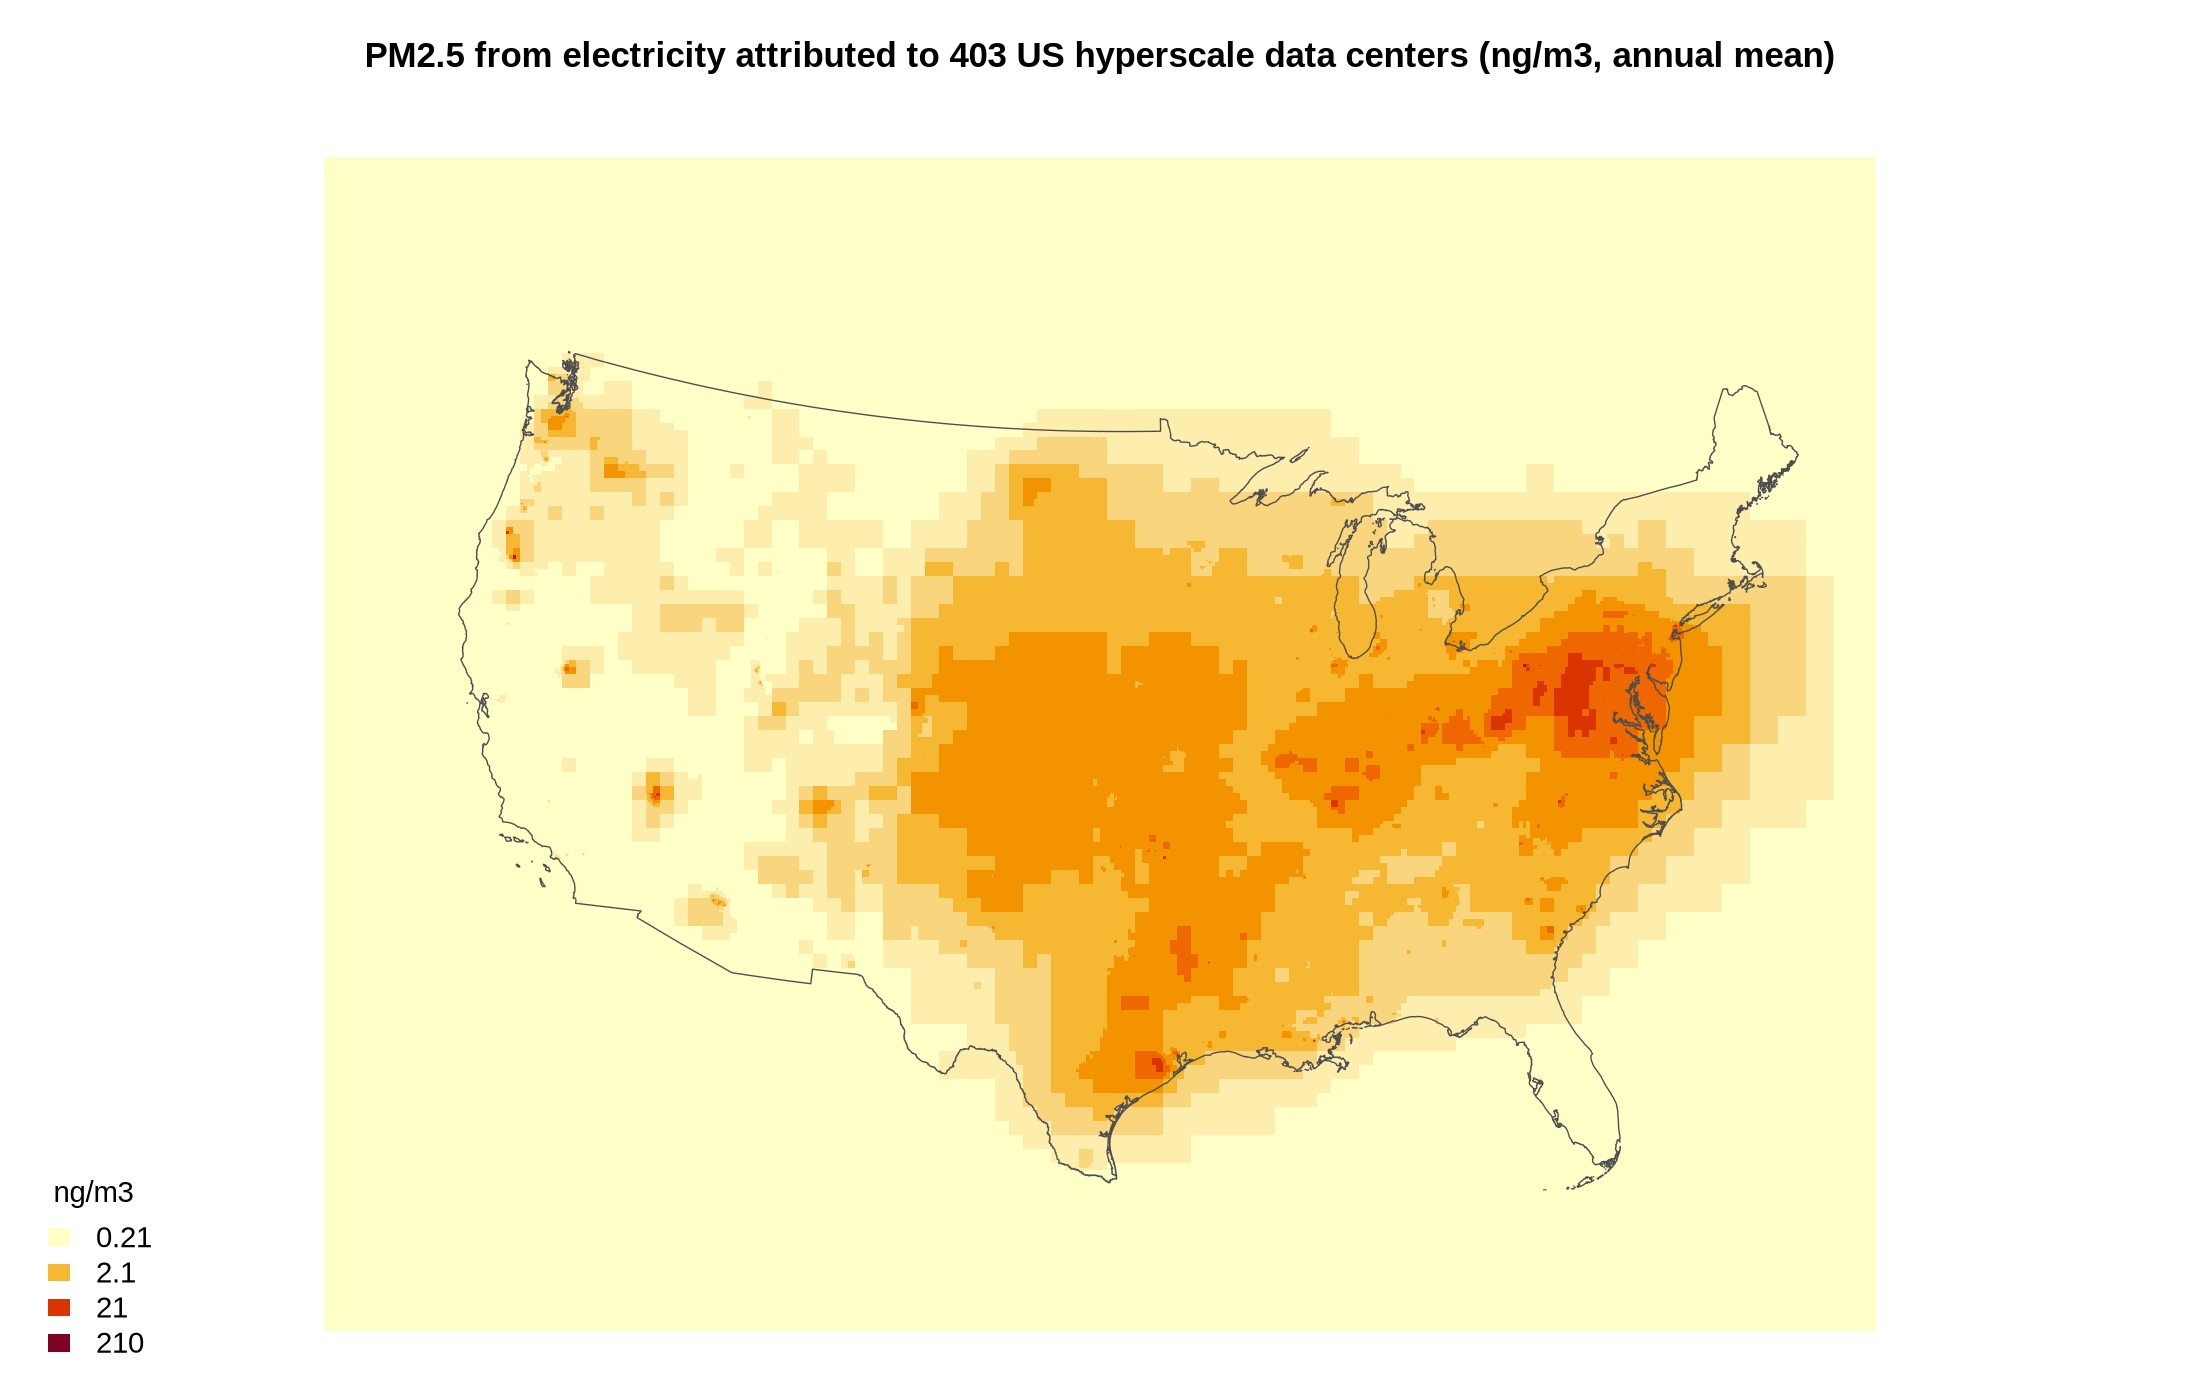 PM2.5 from electricity attributed to 403 US hyperscale data centers (ng/m3, annual mean)
ng/m3
0.21
2.1
21
210